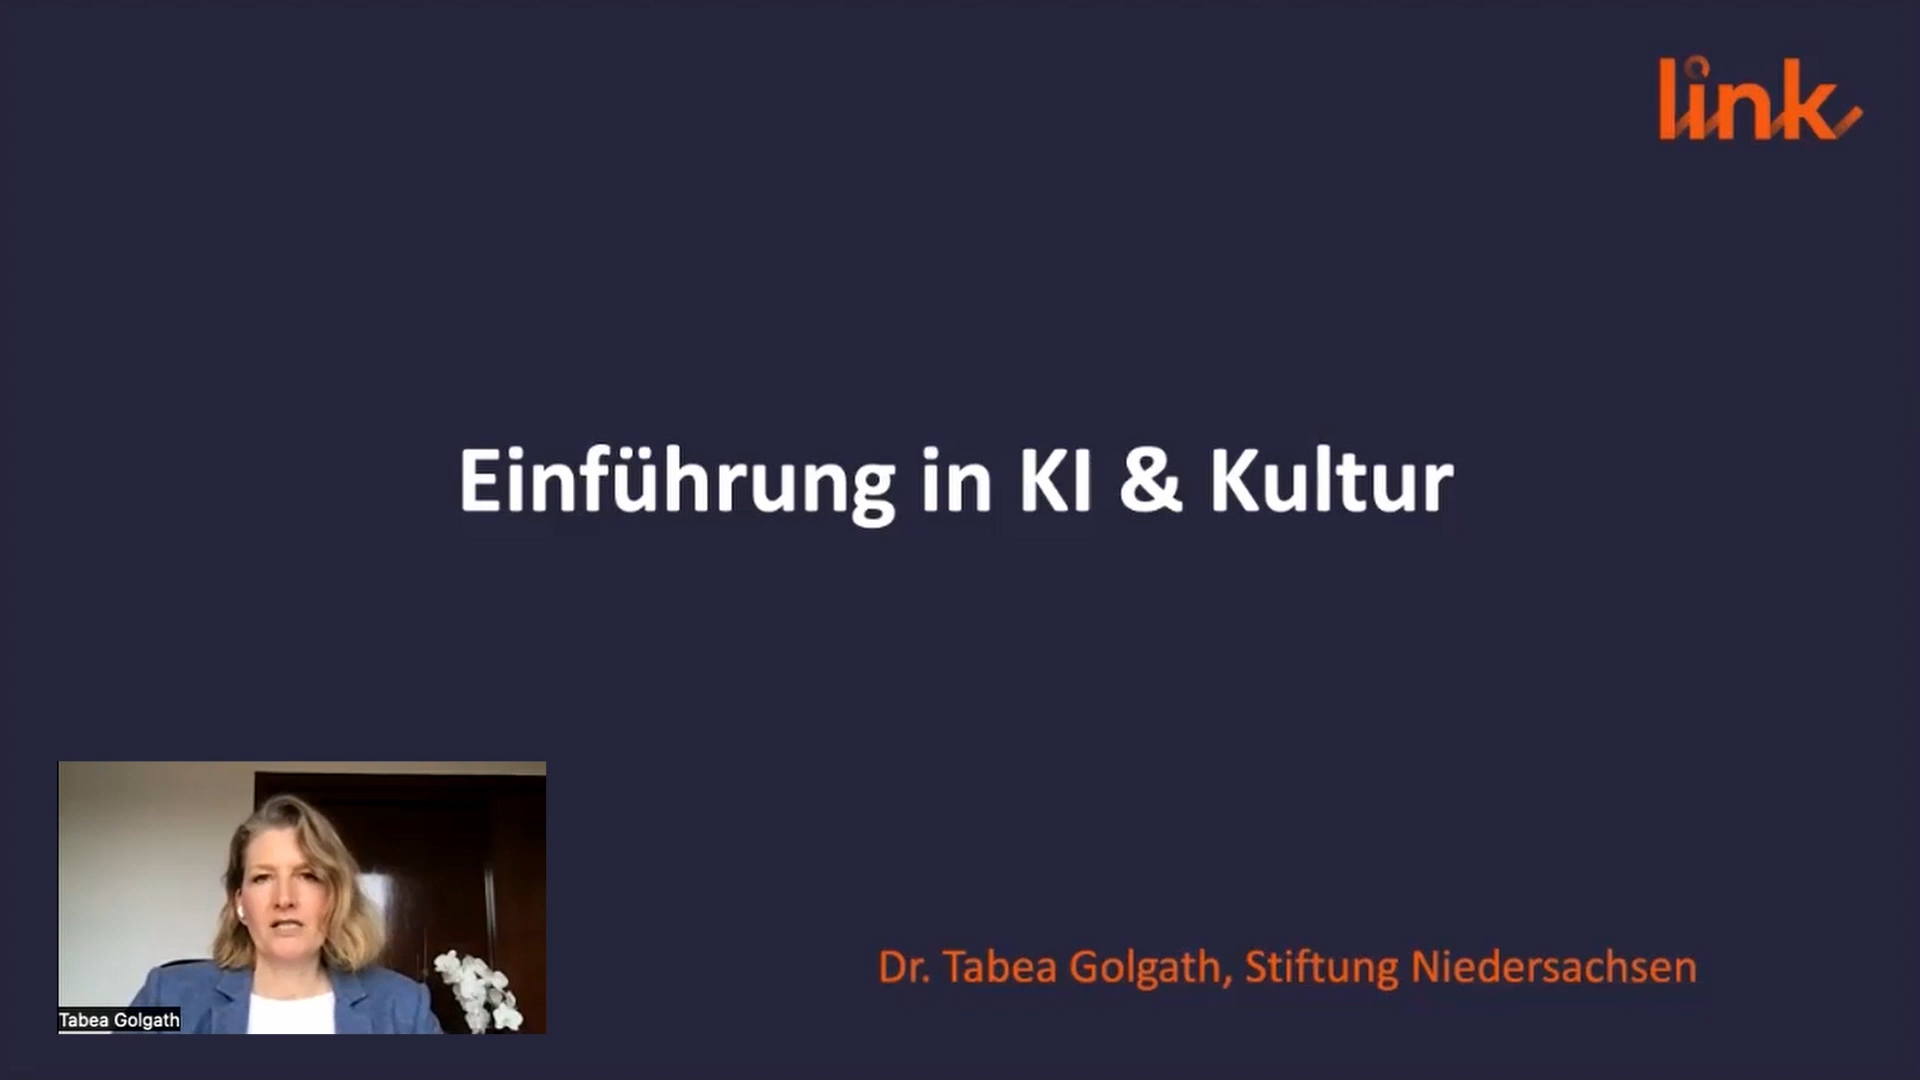 link
Einführung in KI & Kultur
Dr. Tabea Golgath, Stiftung Niedersachsen
Tabea Golgath